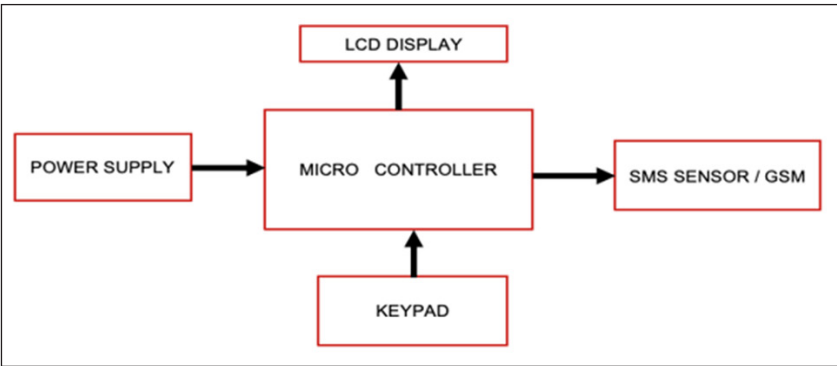 LCD DISPLAY
POWER SUPPLY
MICRO CONTROLLER
SMS SENSOR / GSM
KEYPAD